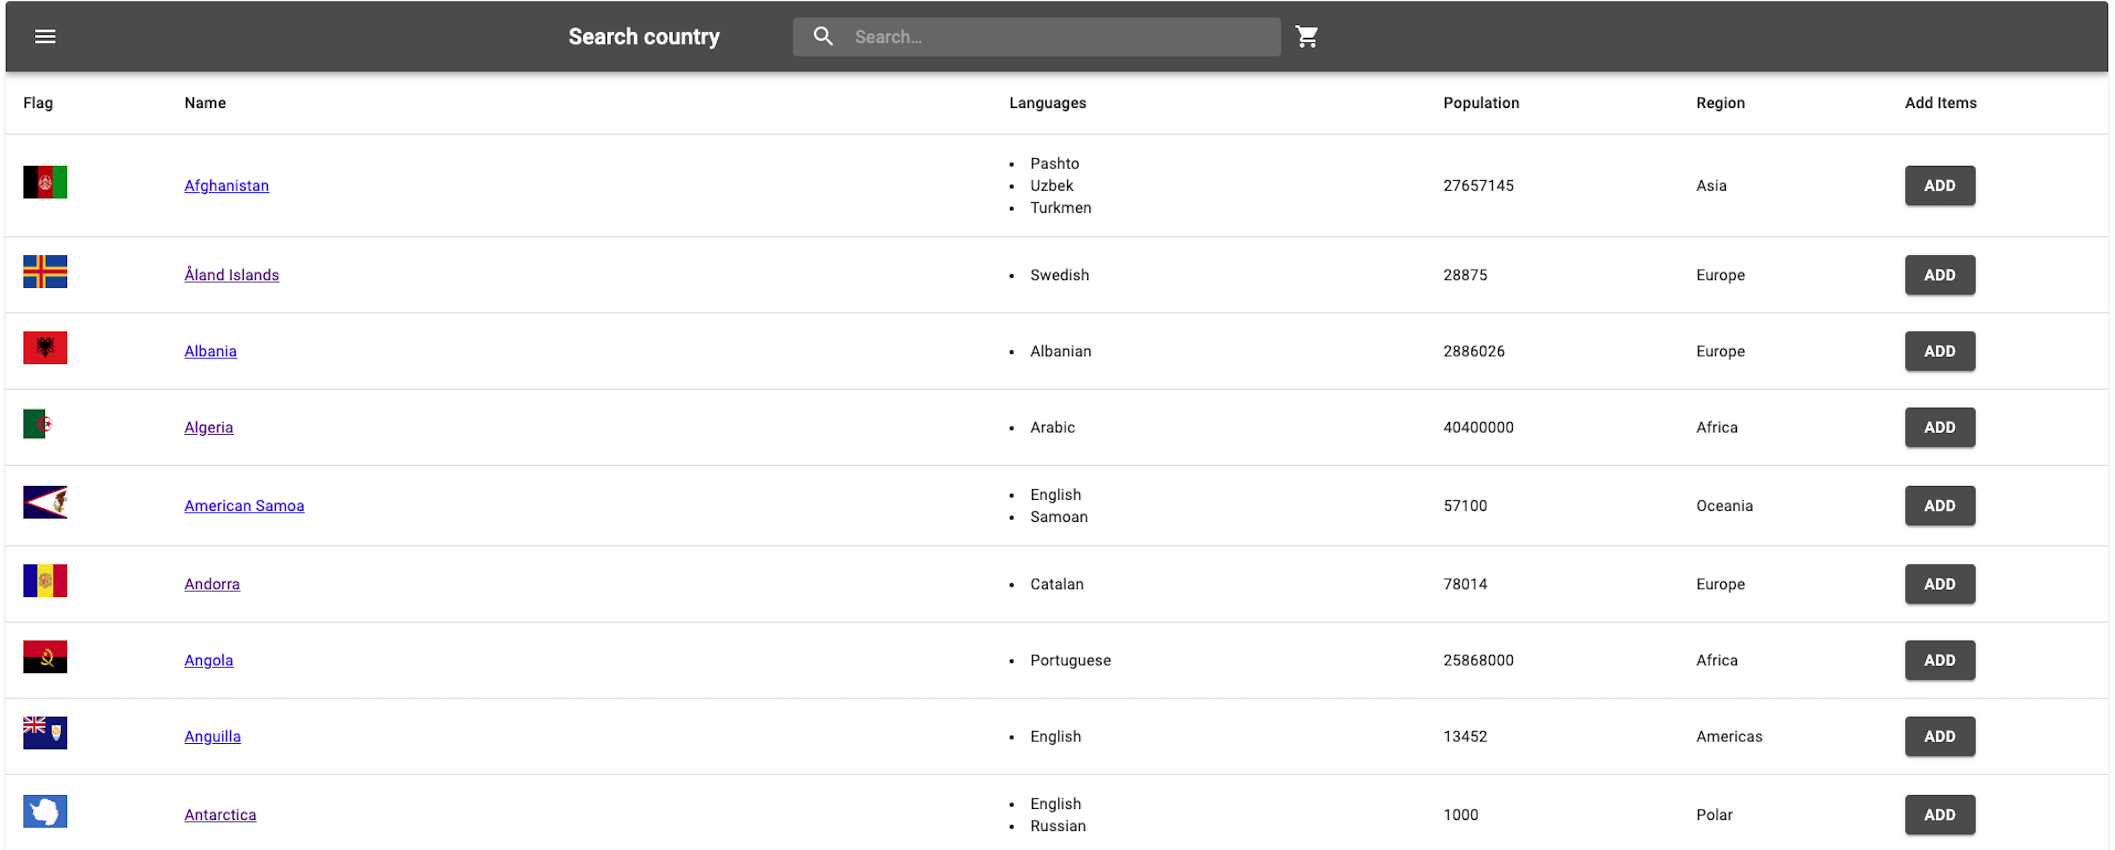 Search country
Search…
Flag Name Languages Population Region Add Items
Afghanistan
• Pashto
• Uzbek
• Turkmen
27657145 Asia ADD
Åland Islands • Swedish 28875 Europe ADD
Albania • Albanian 2886026 Europe ADD
Algeria • Arabic 40400000 Africa ADD
American Samoa
• English
• Samoan
57100 Oceania ADD
Andorra • Catalan 78014 Europe ADD
Angola • Portuguese 25868000 Africa ADD
Anguilla • English 13452 Americas ADD
Antarctica
• English
• Russian
1000 Polar ADD